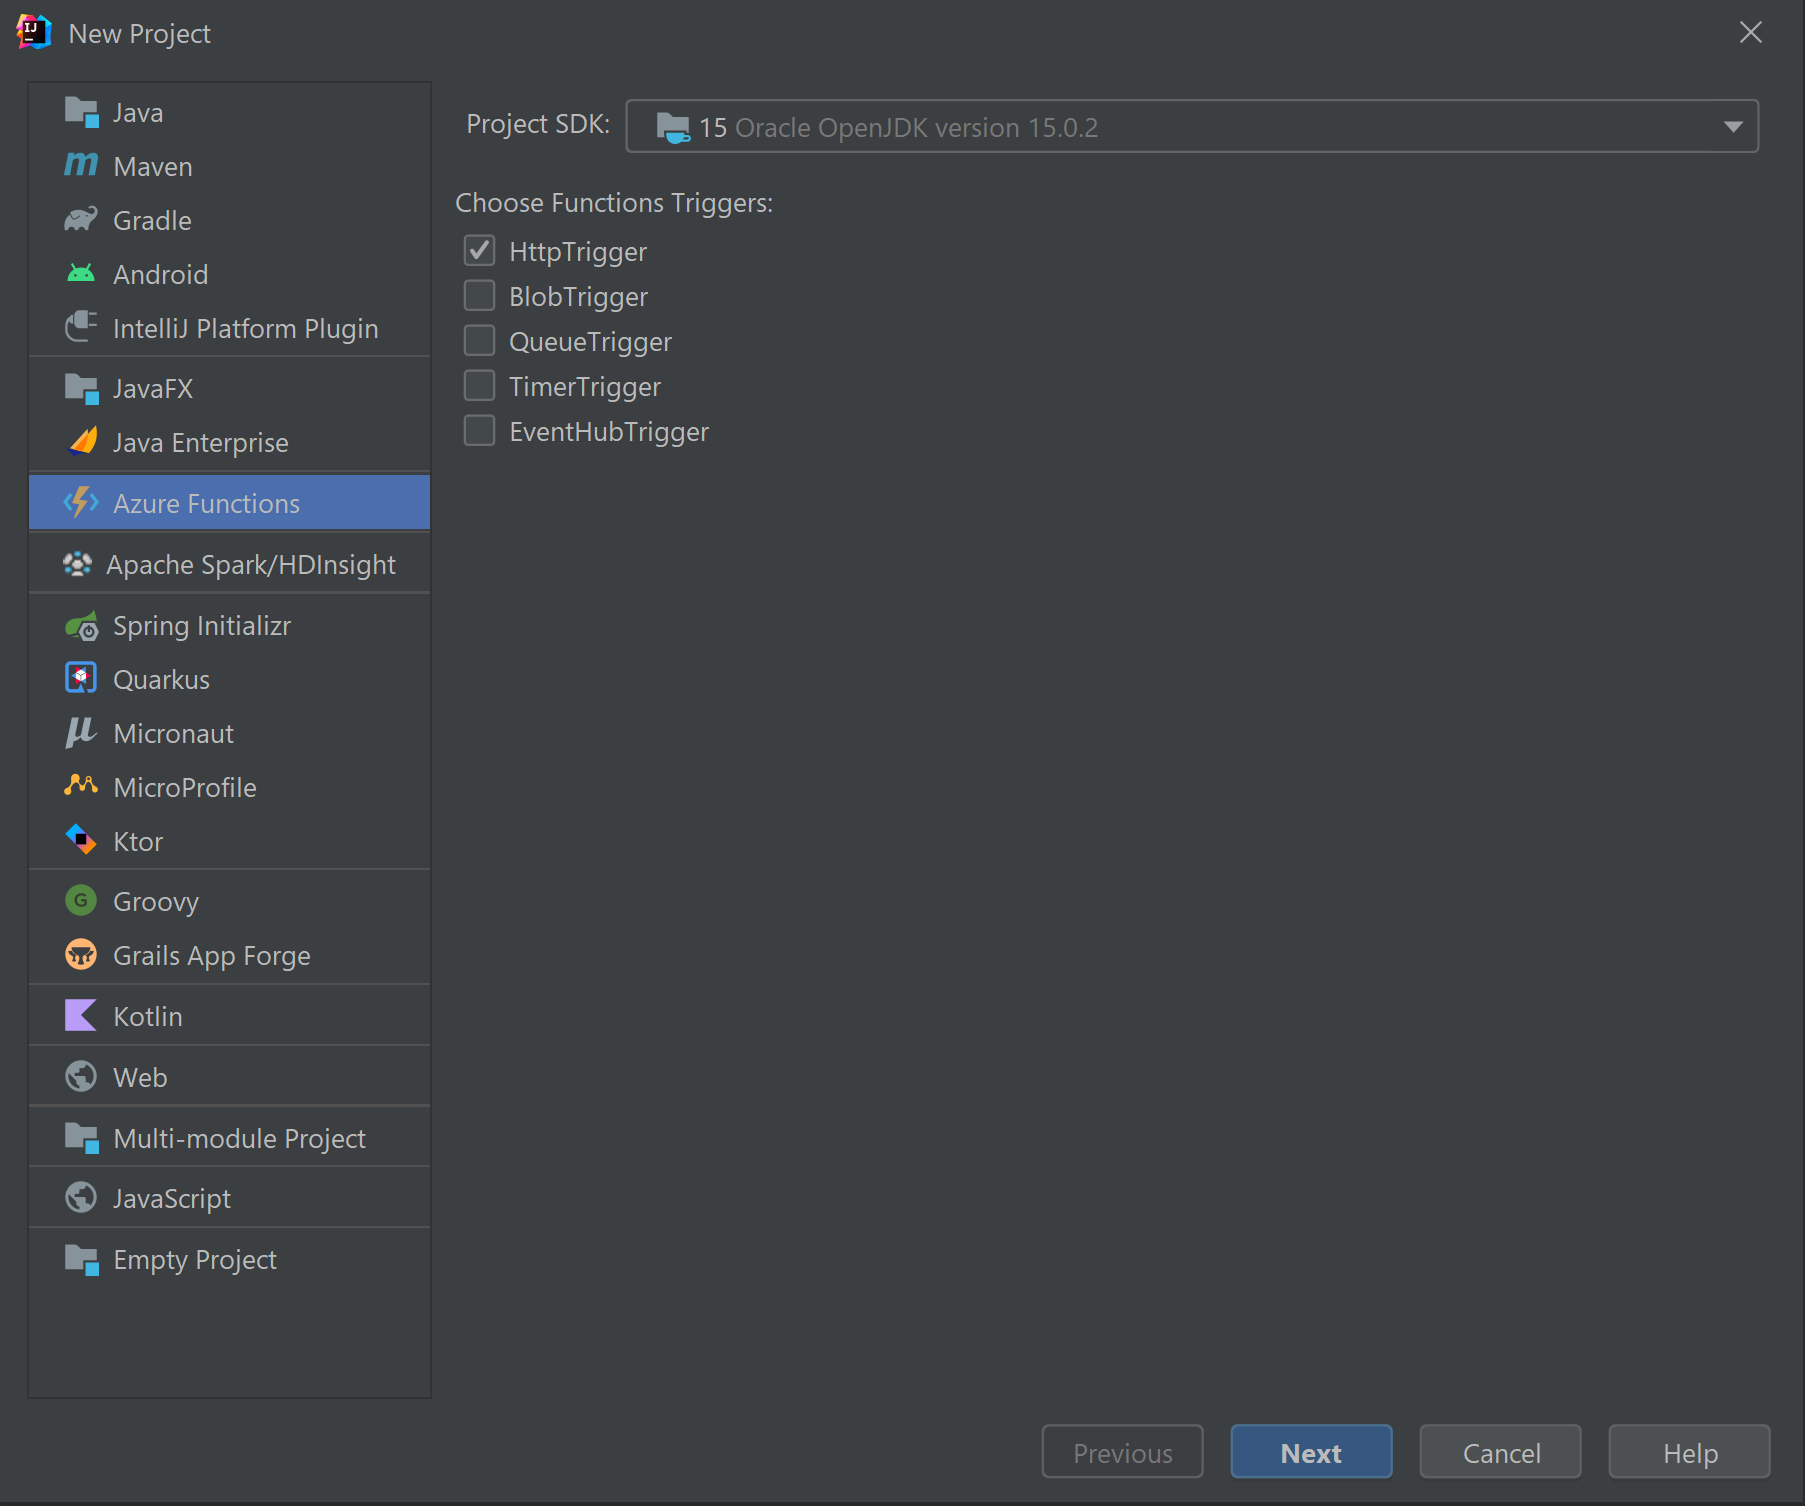 New Project
Java
Maven
Gradle
Android
IntelliJ Platform Plugin
JavaFX
Java Enterprise
Azure Functions
Apache Spark/HDInsight
Spring Initializr
Quarkus
Micronaut
MicroProfile
Ktor
Groovy
Grails App Forge
Kotlin
Web
Multi-module Project
JavaScript
Empty Project
Project SDK: 15 Oracle OpenJDK version 15.0.2
Choose Functions Triggers:
HttpTrigger
BlobTrigger
QueueTrigger
TimerTrigger
EventHubTrigger
Previous Next Cancel Help